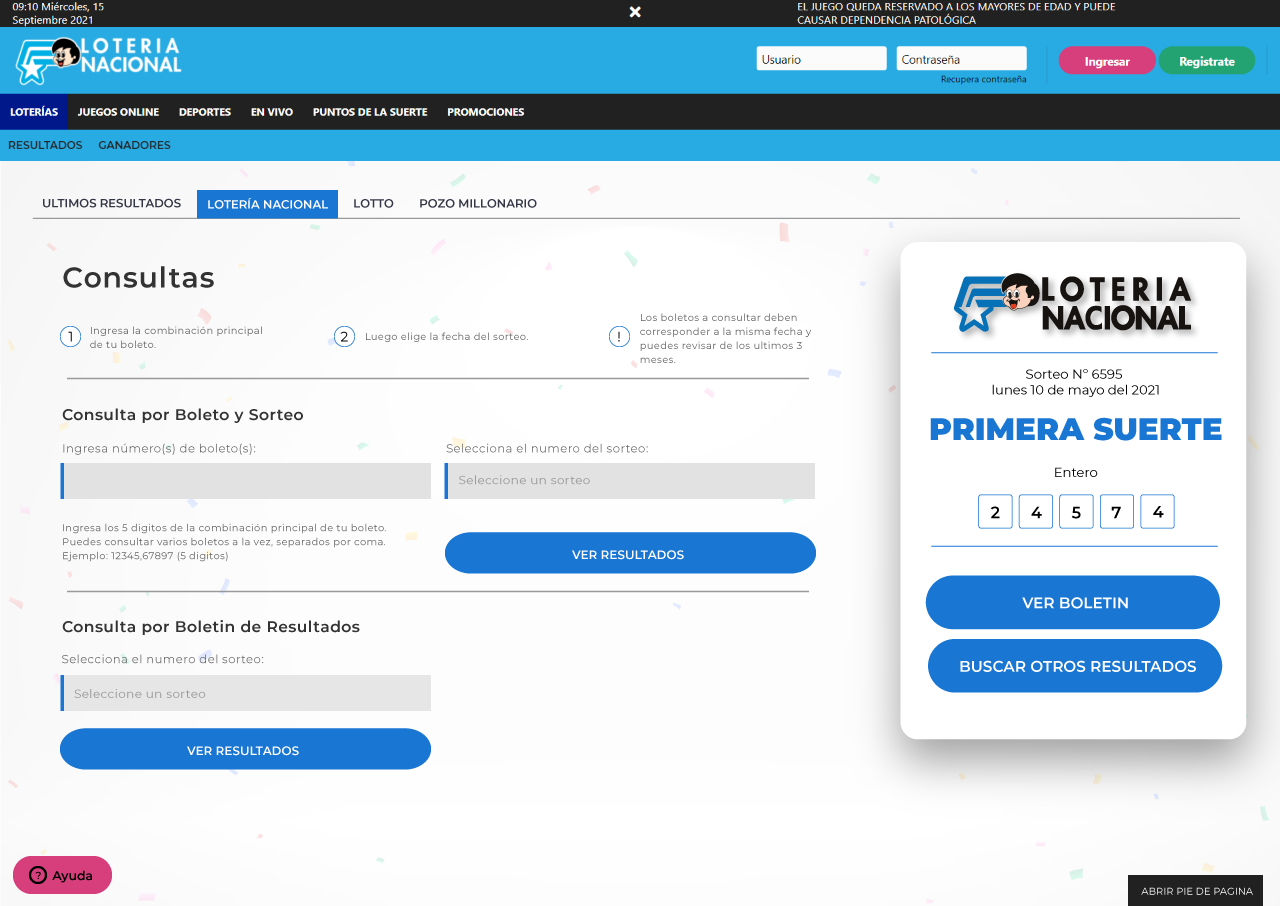 09:10 Miércoles, 15
Septiembre 2021
EL JUEGO QUEDA RESERVADO A LOS MAYORES DE EDAD Y PUEDE
CAUSAR DEPENDENCIA PATOLÓGICA
LOTERIA
NACIONAL
Usuario
Contraseña
Recupera contraseña
Ingresar
Registrate
LOTERÍAS
JUEGOS ONLINE
DEPORTES
EN VIVO
PUNTOS DE LA SUERTE
PROMOCIONES
RESULTADOS
GANADORES
ULTIMOS RESULTADOS
LOTERÍA NACIONAL
LOTTO
POZO MILLONARIO
Consultas
1
Ingresa la combinación principal
de tu boleto.
2
Luego elige la fecha del sorteo.
!
Los boletos a consultar deben
corresponder a la misma fecha y
puedes revisar de los ultimos 3
meses.
Consulta por Boleto y Sorteo
Ingresa número(s) de boleto(s):
Selecciona el numero del sorteo:
Seleccione un sorteo
Ingresa los 5 digitos de la combinación principal de tu boleto.
Puedes consultar varios boletos a la vez, separados por coma.
Ejemplo: 12345,67897 (5 digitos)
VER RESULTADOS
Consulta por Boletin de Resultados
Selecciona el numero del sorteo:
Seleccione un sorteo
VER RESULTADOS
LOTERIA
NACIONAL
Sorteo N° 6595
lunes 10 de mayo del 2021
PRIMERA SUERTE
Entero
2 4 5 7 4
VER BOLETIN
BUSCAR OTROS RESULTADOS
? Ayuda
ABRIR PIE DE PAGINA